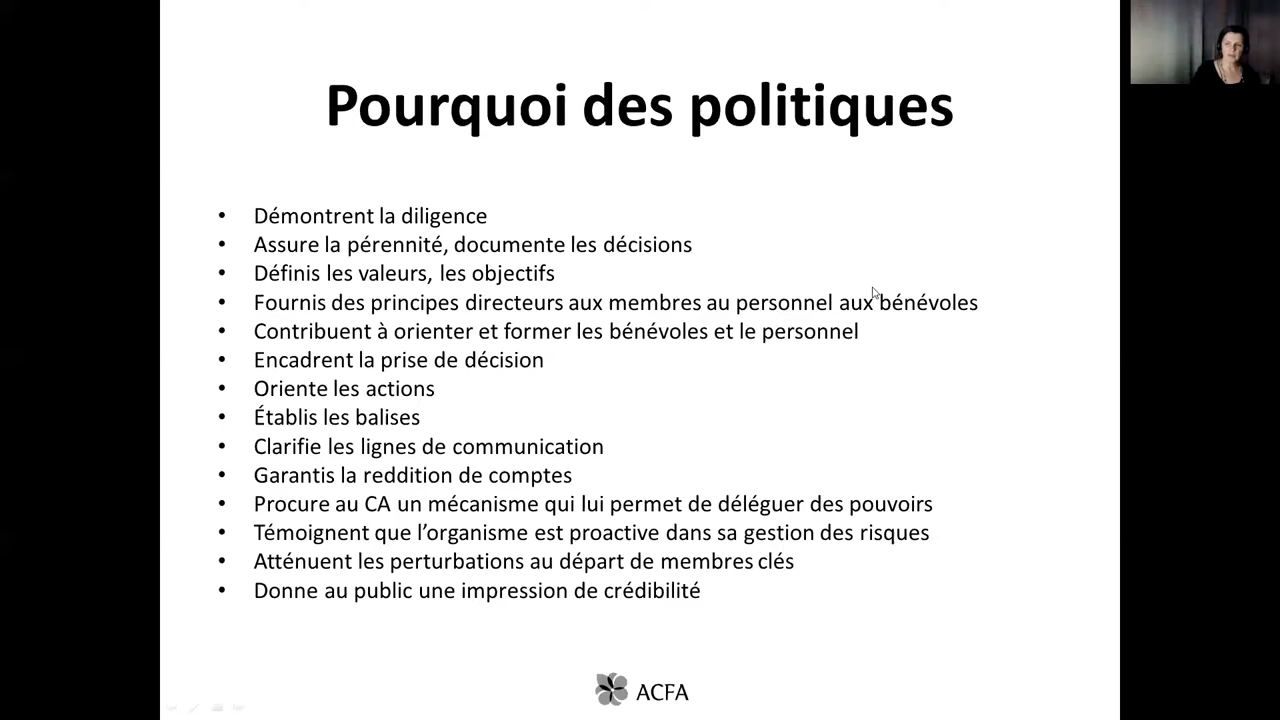 Pourquoi des politiques
• Démontrent la diligence
• Assure la pérennité, documente les décisions
• Définis les valeurs, les objectifs
• Fournis des principes directeurs aux membres au personnel aux bénévoles
• Contribuent à orienter et former les bénévoles et le personnel
• Encadrent la prise de décision
• Oriente les actions
• Établis les balises
• Clarifie les lignes de communication
• Garantis la reddition de comptes
• Procure au CA un mécanisme qui lui permet de déléguer des pouvoirs
• Témoignent que l’organisme est proactive dans sa gestion des risques
• Atténuent les perturbations au départ de membres clés
• Donne au public une impression de crédibilité
ACFA